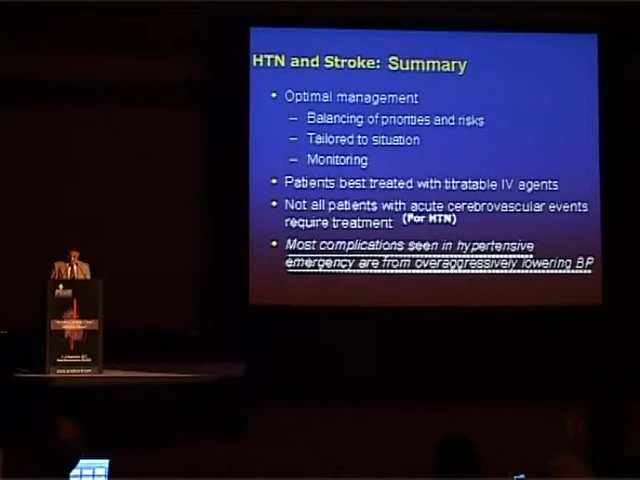 HTN and Stroke: Summary
• Optimal management
– Balancing of priorities and risks
– Tailored to situation
– Monitoring
• Patients best treated with titratable IV agents
• Not all patients with acute cerebrovascular events
require treatment (For HTN)
• Most complications seen in hypertensive
emergency are from overaggressively lowering BP